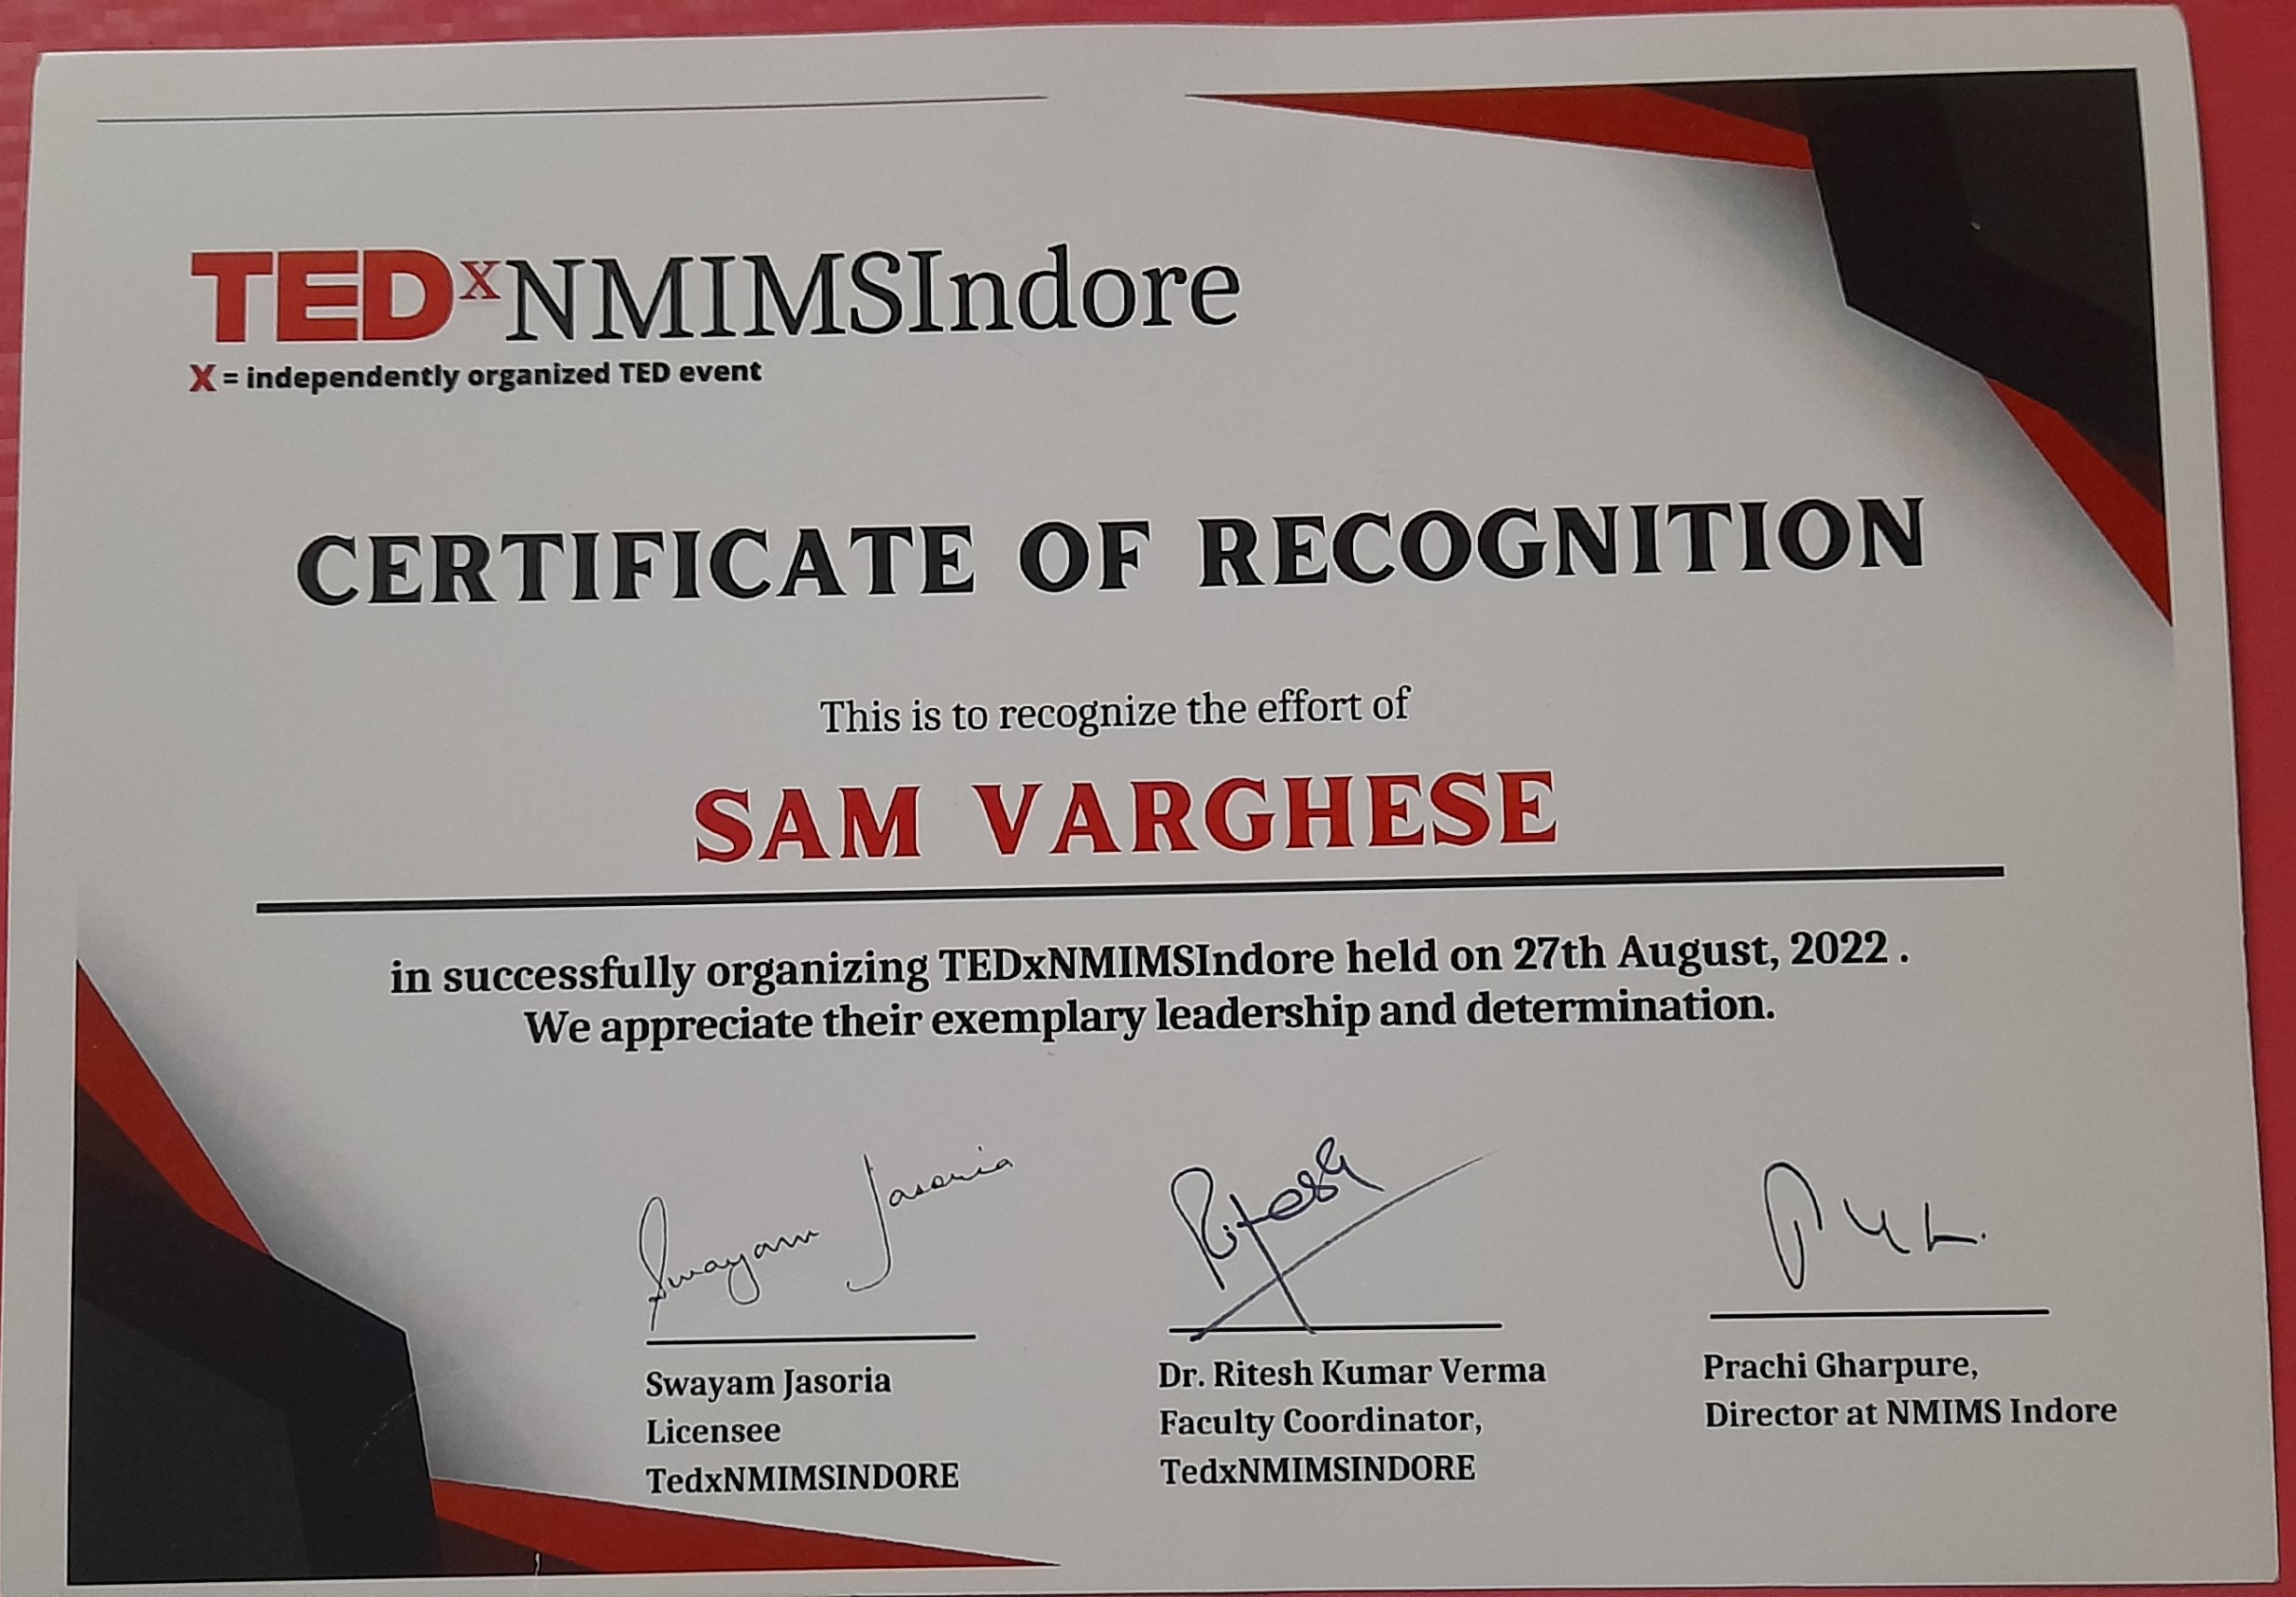 TEDxNMIMSIndore
X = independently organized TED event
CERTIFICATE OF RECOGNITION
This is to recognize the effort of
SAM VARGHESE
in successfully organizing TEDxNMIMSIndore held on 27th August, 2022 .
We appreciate their exemplary leadership and determination.
Swayam Jasoria
Ritesh
Swayam Jasoria
Licensee
TedxNMIMSINDORE
Dr. Ritesh Kumar Verma
Faculty Coordinator,
TedxNMIMSINDORE
Prachi Gharpure,
Director at NMIMS Indore